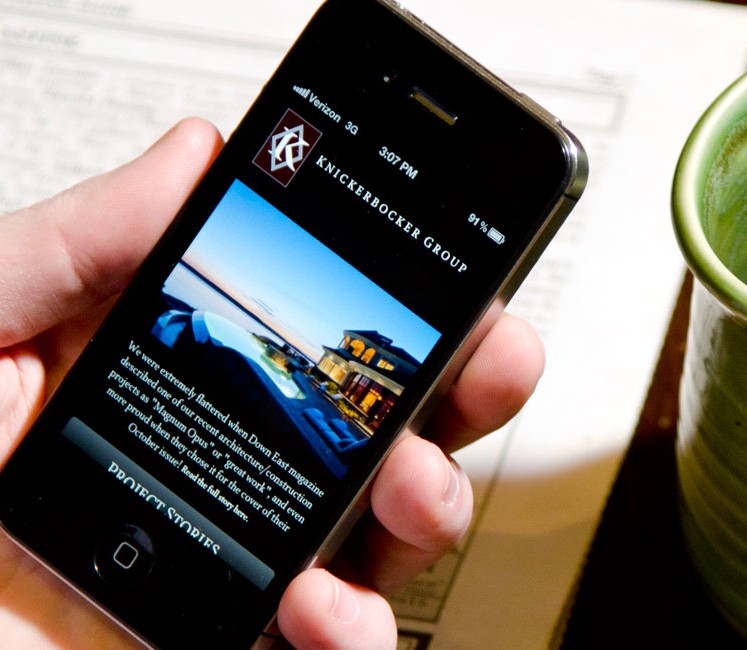 Verizon 3G 3:07 PM 91%
KNICKERBOCKER GROUP
We were extremely flattered when Down East magazine
described one of our recent architecture/construction
projects as "Magnum Opus" or "great work", and even
more proud when they chose it for the cover of their
October issue! Read the full story here.
PROJECT STORIES